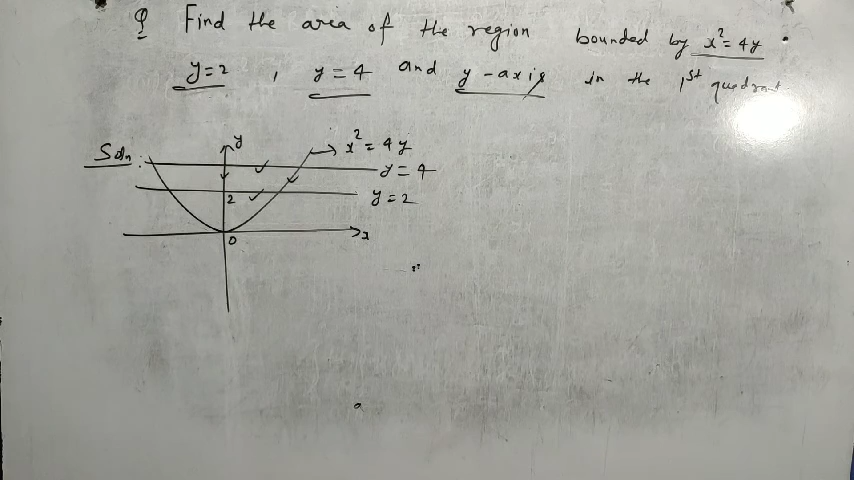 Q Find the area of the region bounded by x² = 4y .
y = 2 , y = 4 and y - axis in the 1st quadrant
Soln :
y
x² = 4y
y = 4
y = 2
2
0
x